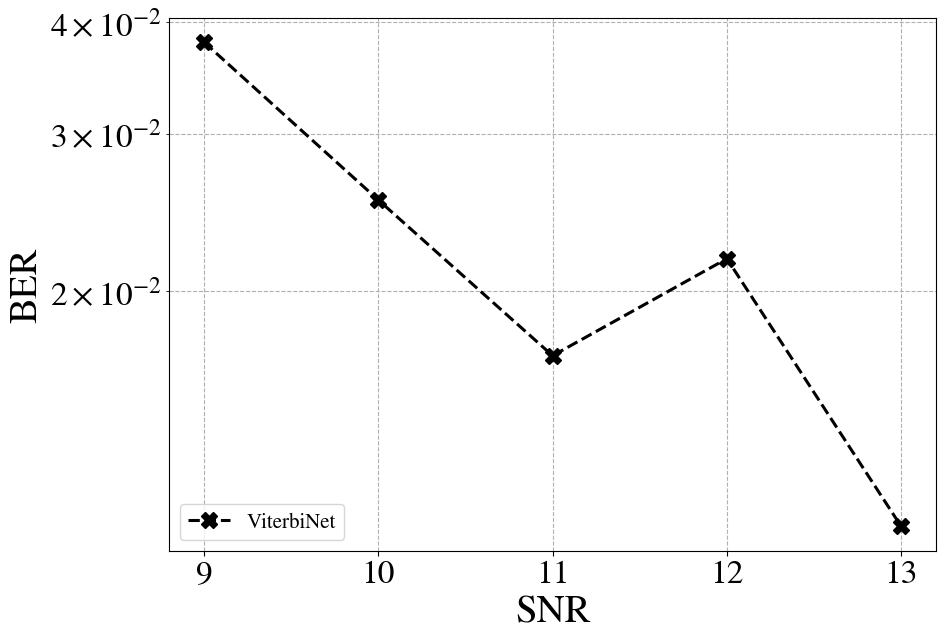 4 × 10⁻²
3 × 10⁻²
2 × 10⁻²
BER
ViterbiNet
9 10 11 12 13
SNR